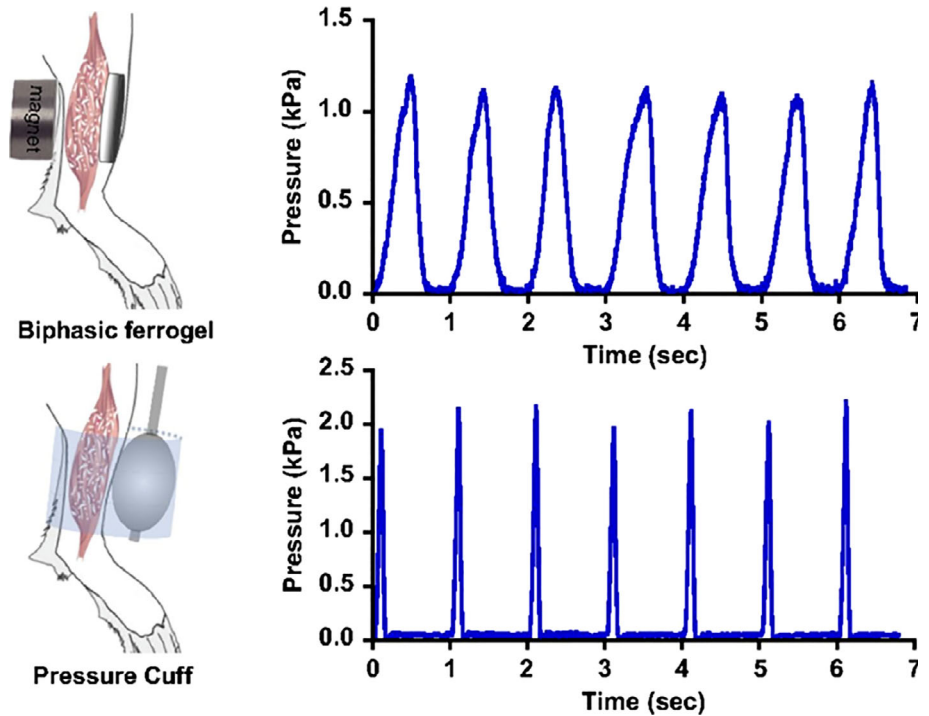 magnet
Biphasic ferrogel
Pressure (kPa)
1.5
1.0
0.5
0.0
0 1 2 3 4 5 6 7
Time (sec)
Pressure Cuff
Pressure (kPa)
2.5
2.0
1.5
1.0
0.5
0.0
0 1 2 3 4 5 6 7
Time (sec)